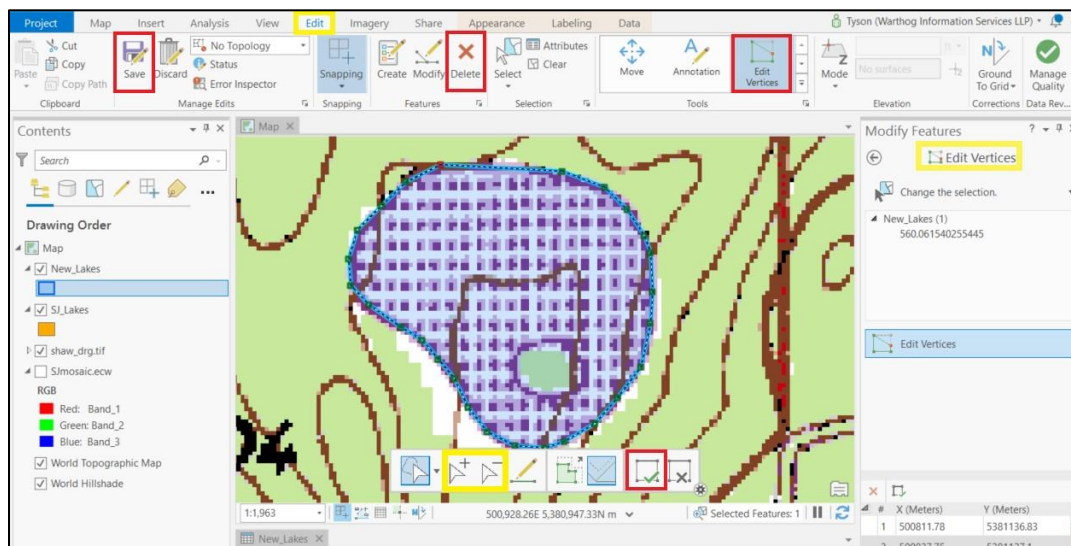 Project Map Insert Analysis View Edit Imagery Share Appearance Labeling Data Tyson (Warthog Information Services LLP)
Paste
Cut
Copy
Copy Path
Clipboard
Save
Discard
No Topology
Status
Error Inspector
Manage Edits
Snapping
Snapping
Create
Modify
Delete
Features
Select
Attributes
Clear
Selection
Move
Annotation
Edit
Vertices
Tools
Mode
Z
No surfaces
Elevation
Ground
To Grid
Corrections
Manage
Quality
Data Rev...
Contents
Search
Drawing Order
Map
New_Lakes
SJ_Lakes
shaw_drg.tif
SJmosaic.ecw
RGB
Red: Band_1
Green: Band_2
Blue: Band_3
World Topographic Map
World Hillshade
Map
1:1,963
500,928.26E 5,380,947.33N m
Selected Features: 1
New_Lakes
Modify Features
Edit Vertices
Change the selection.
New_Lakes (1)
560.061540255445
Edit Vertices
# X (Meters) Y (Meters)
1 500811.78 5381136.83